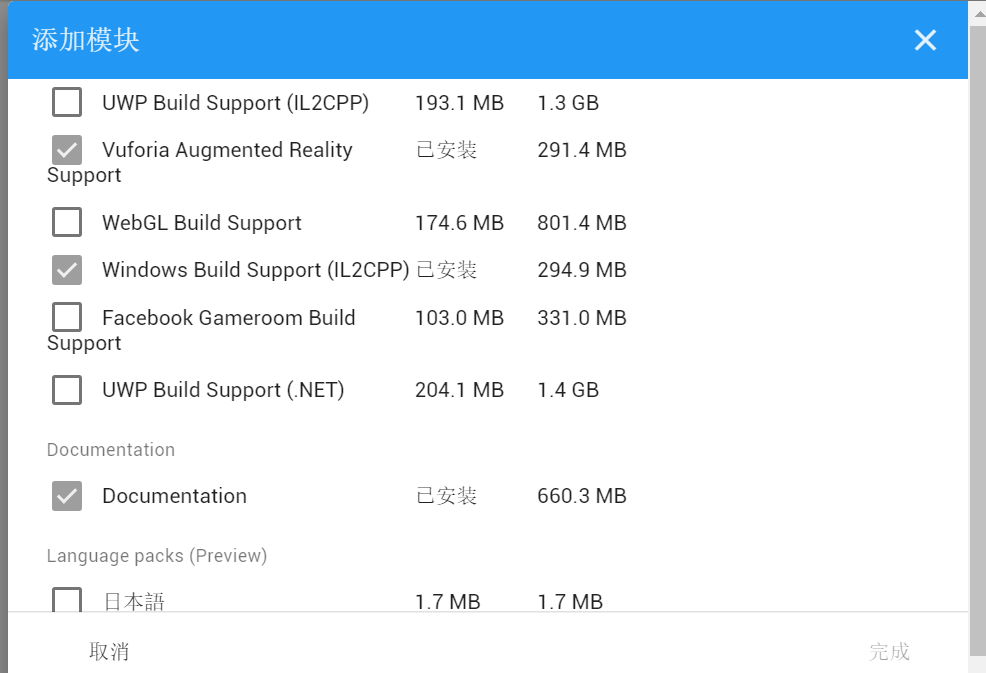 添加模块
UWP Build Support (IL2CPP) 193.1 MB 1.3 GB
Vuforia Augmented Reality 已安装 291.4 MB
Support
WebGL Build Support 174.6 MB 801.4 MB
Windows Build Support (IL2CPP) 已安装 294.9 MB
Facebook Gameroom Build 103.0 MB 331.0 MB
Support
UWP Build Support (.NET) 204.1 MB 1.4 GB
Documentation
Documentation 已安装 660.3 MB
Language packs (Preview)
日本語 1.7 MB 1.7 MB
取消 完成